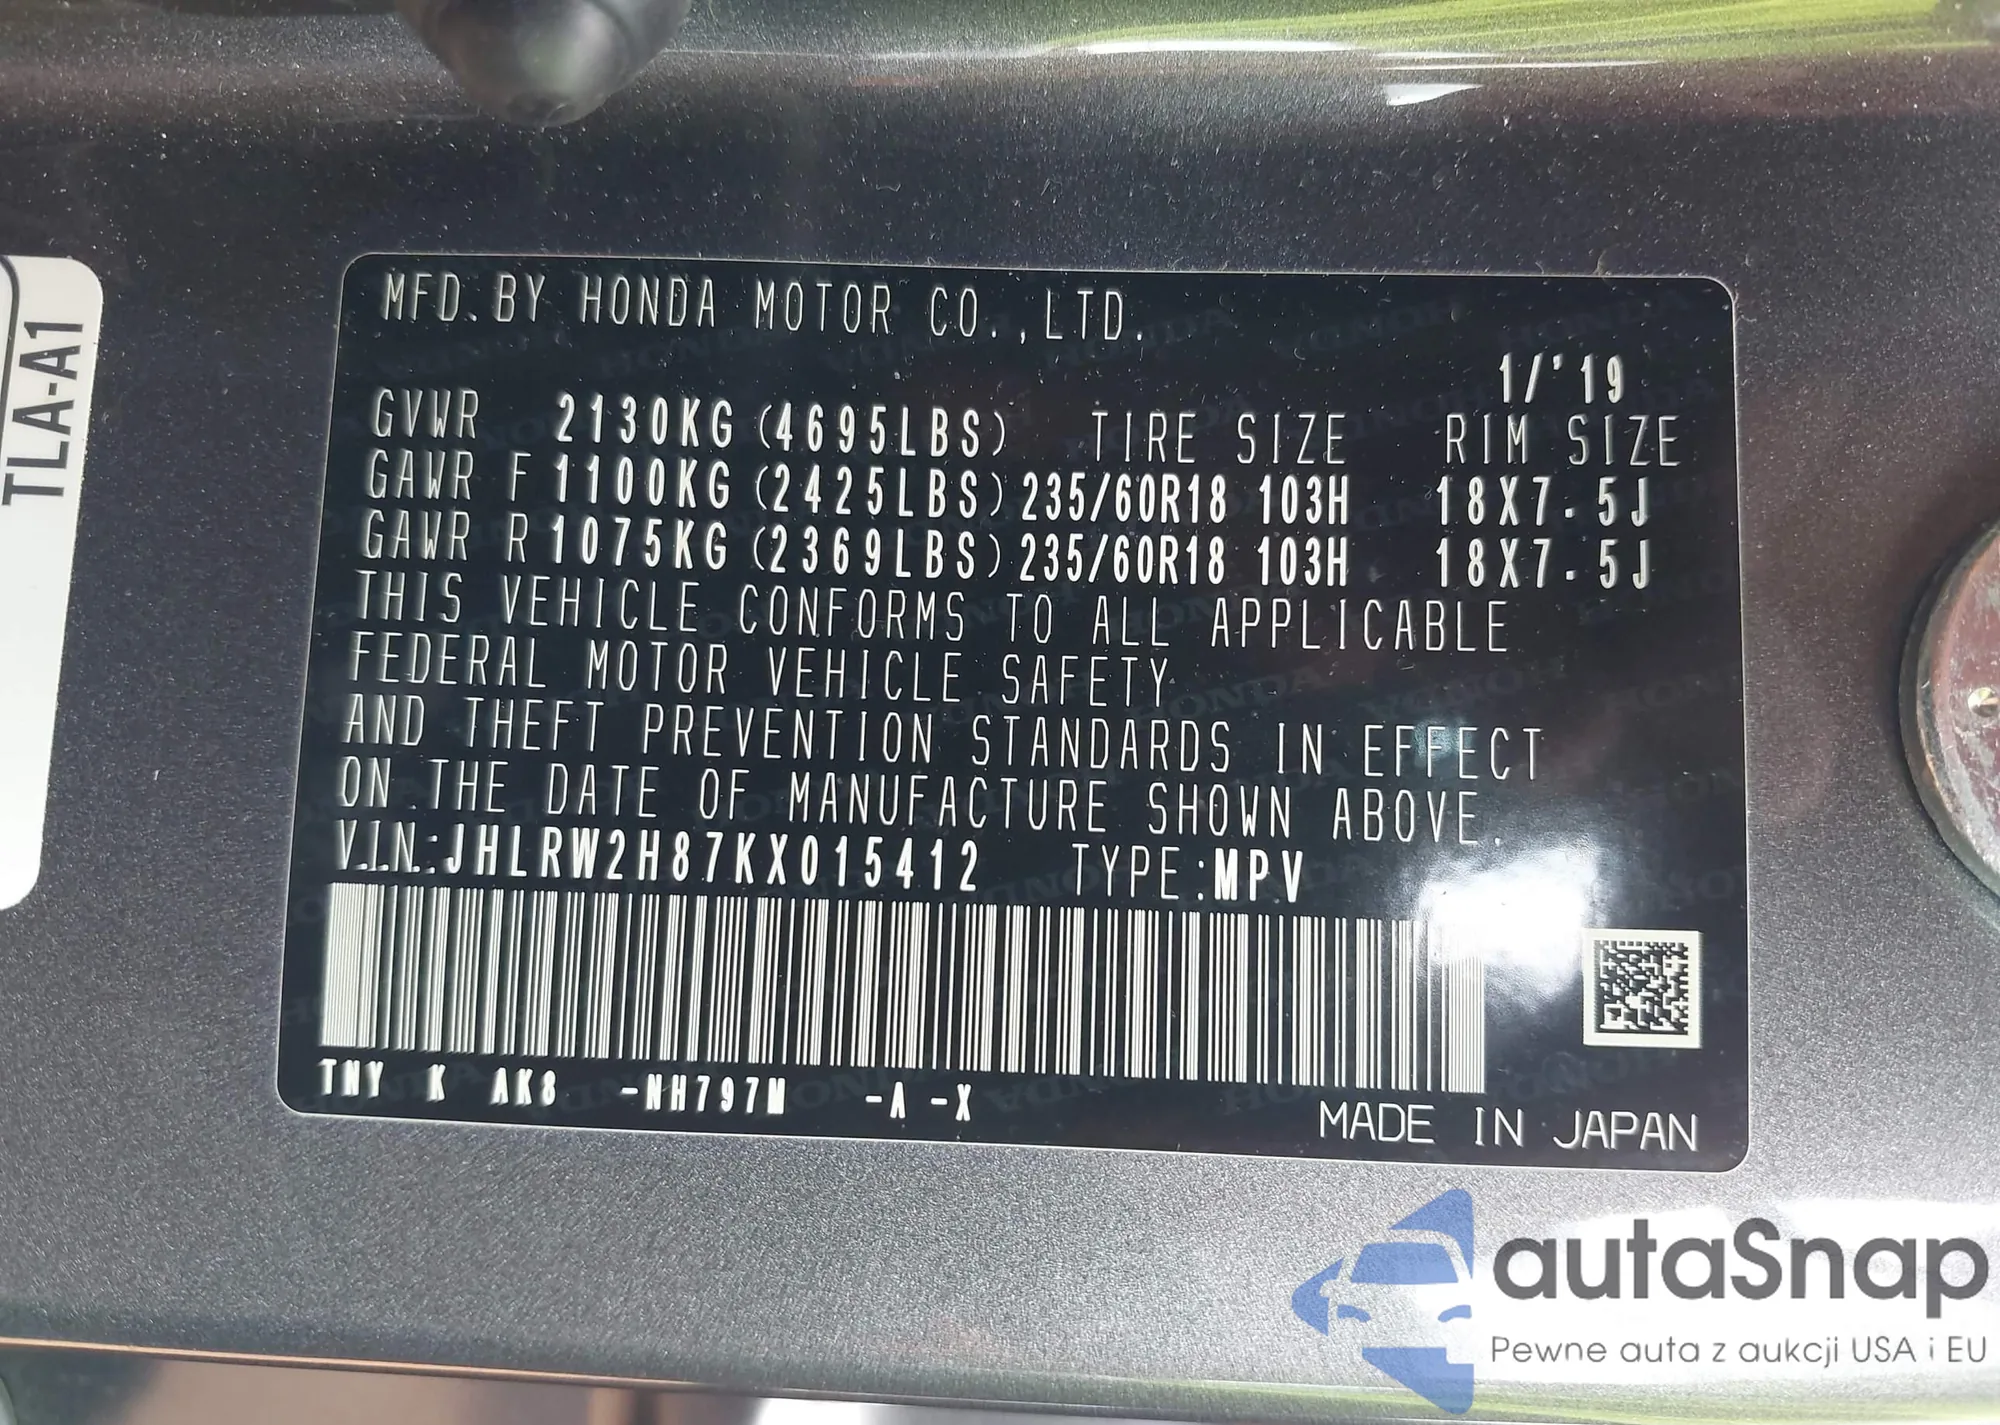 TLA-A1
MFD.BY HONDA MOTOR CO.,LTD.
1/'19
GVWR 2130KG (4695LBS) TIRE SIZE RIM SIZE
GAWR F 1100KG (2425LBS) 235/60R18 103H 18X7.5J
GAWR R 1075KG (2369LBS) 235/60R18 103H 18X7.5J
THIS VEHICLE CONFORMS TO ALL APPLICABLE
FEDERAL MOTOR VEHICLE SAFETY
AND THEFT PREVENTION STANDARDS IN EFFECT
ON THE DATE OF MANUFACTURE SHOWN ABOVE.
V.I.N.:JHLRW2H87KX015412 TYPE:MPV
TNY K AK8 -NH797M -A -X
MADE IN JAPAN
autaSnap
Pewne auta z aukcji USA i EU